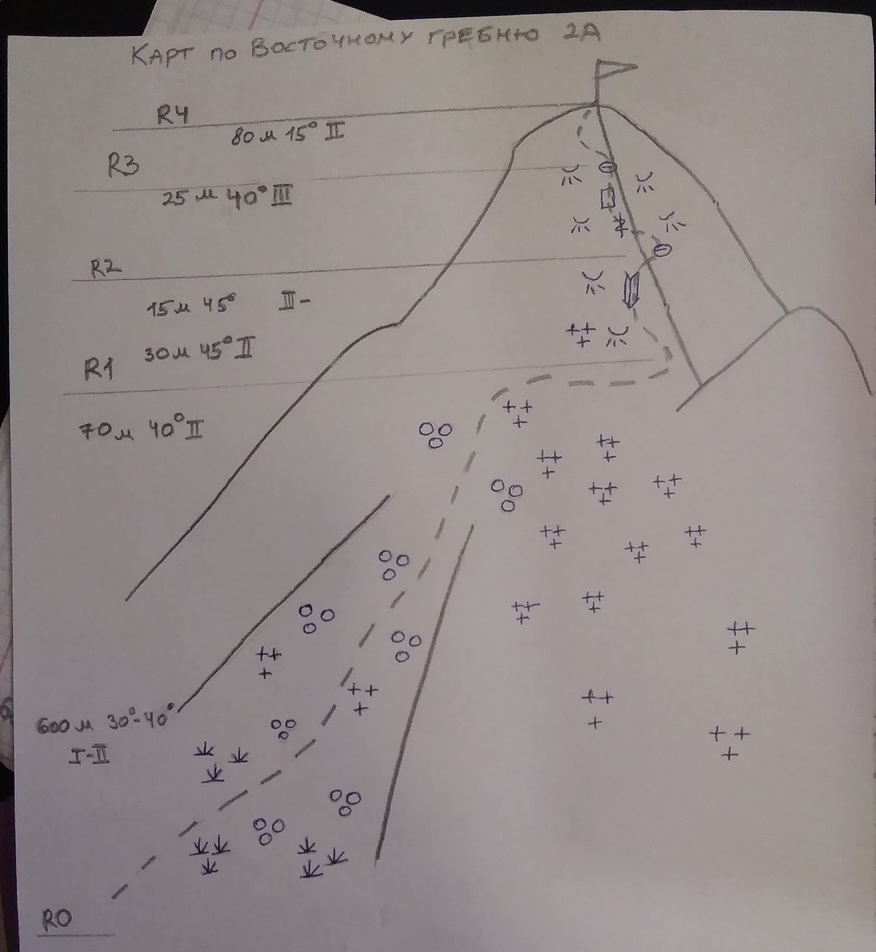 Карт по Восточному гребню 2А
R4
80 м 15° II
R3
25 м 40° III
R2
15 м 45° II-
30 м 45° II
R1
70 м 40° II
600 м 30°-40°
I-II
R0